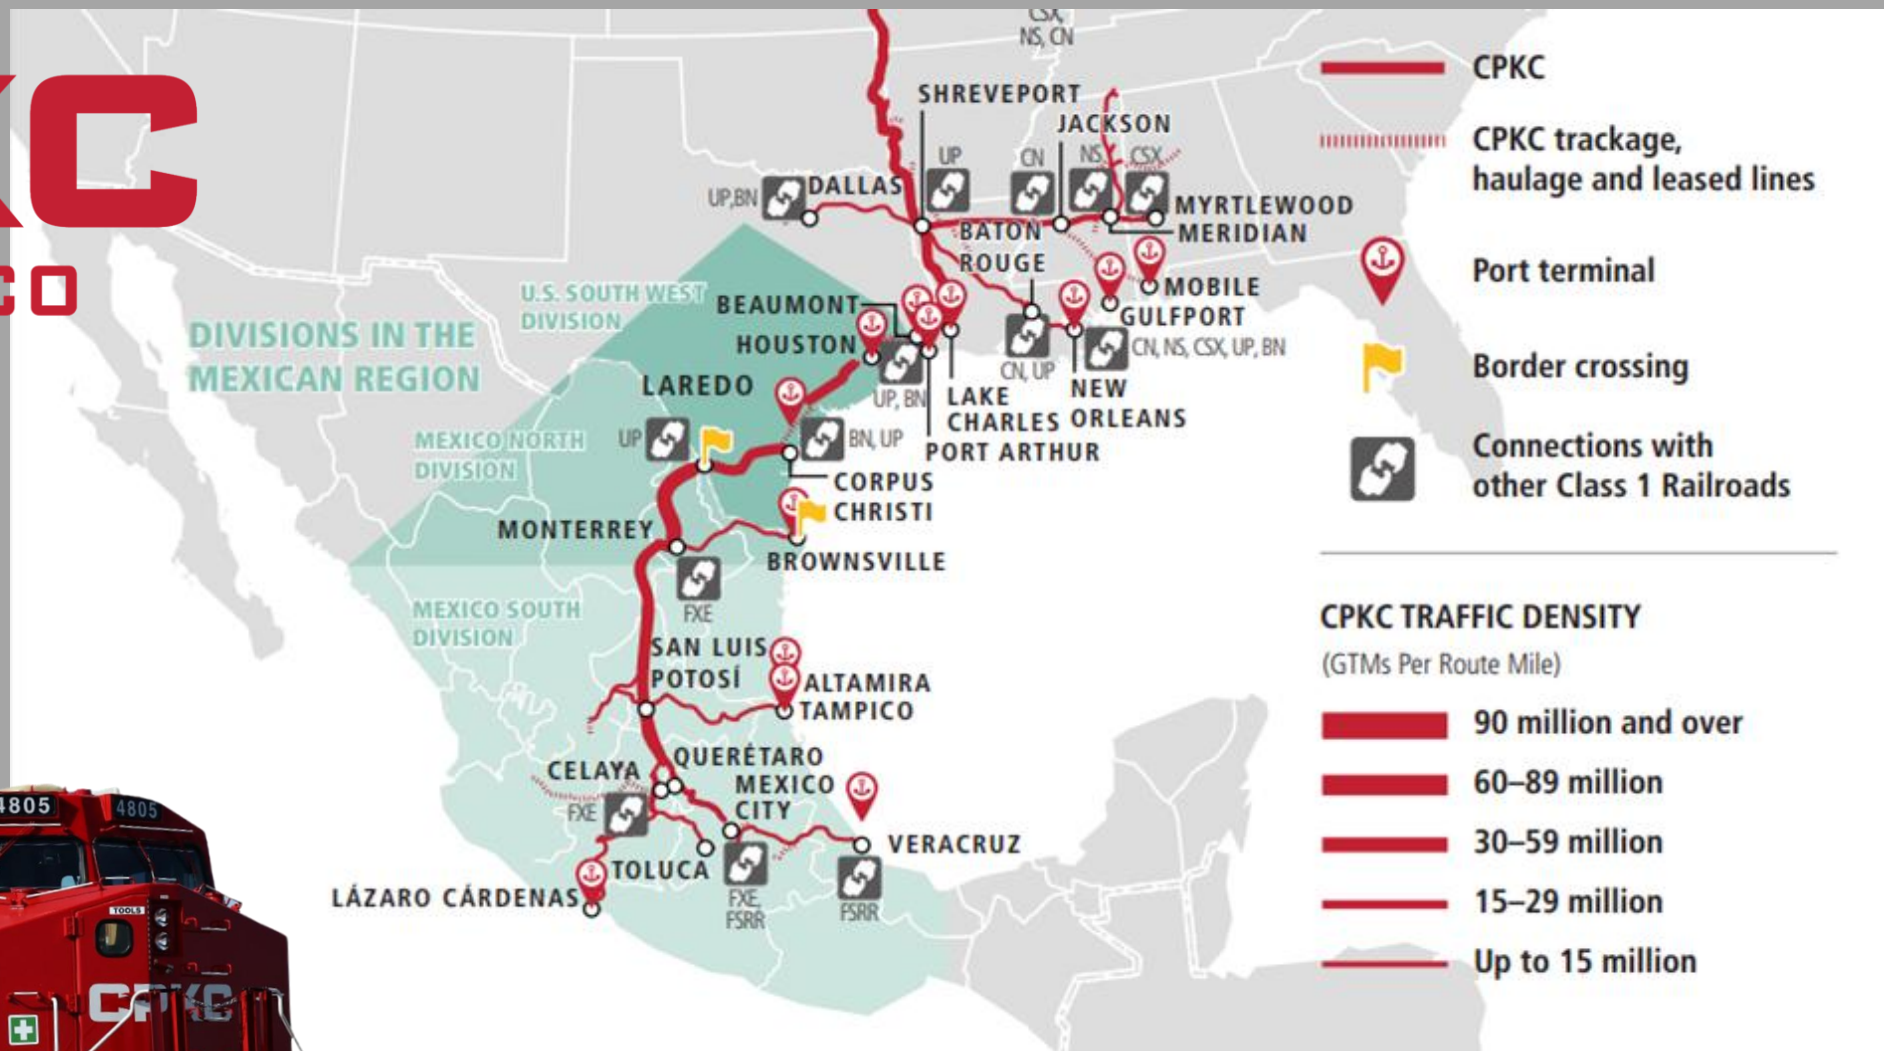 KC
CO
CSX,
NS, CN
SHREVEPORT
JACKSON
UP
CN
NS
CSX
UP,BN
DALLAS
MYRTLEWOOD
MERIDIAN
BATON
ROUGE
U.S. SOUTH WEST
DIVISION
BEAUMONT
MOBILE
GULFPORT
DIVISIONS IN THE
MEXICAN REGION
HOUSTON
CN, NS, CSX, UP, BN
CN, UP
LAREDO
UP, BN
LAKE
CHARLES
NEW
ORLEANS
MEXICO NORTH
DIVISION
UP
BN, UP
PORT ARTHUR
CORPUS
CHRISTI
MONTERREY
BROWNSVILLE
FXE
MEXICO SOUTH
DIVISION
SAN LUIS
POTOSÍ
ALTAMIRA
TAMPICO
QUERÉTARO
CELAYA
MEXICO
CITY
FXE
VERACRUZ
TOLUCA
LÁZARO CÁRDENAS
FXE,
FSRR
FSRR
CPKC
CPKC trackage,
haulage and leased lines
Port terminal
Border crossing
Connections with
other Class 1 Railroads
CPKC TRAFFIC DENSITY
(GTMs Per Route Mile)
90 million and over
60–89 million
30–59 million
15–29 million
Up to 15 million
4805
4805
TOOLS
CPKC